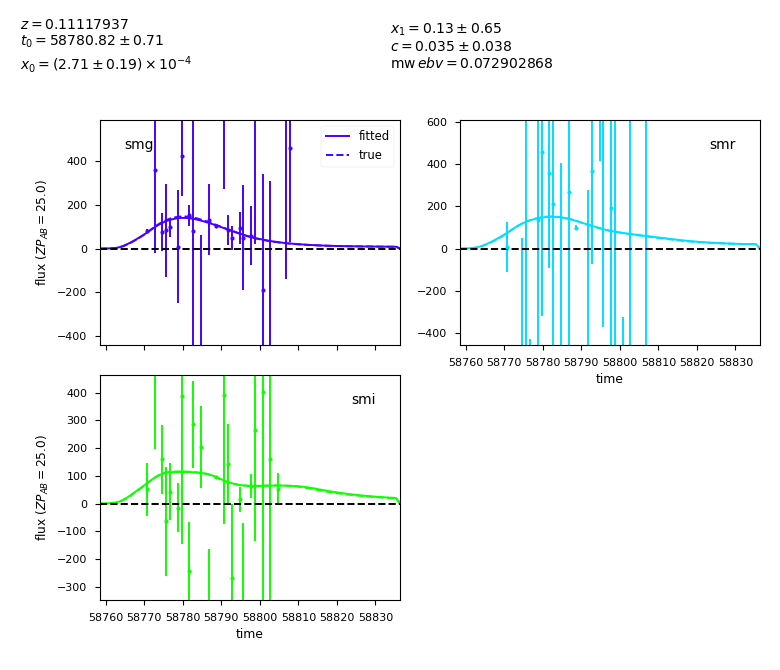 z = 0.11117937
t₀ = 58780.82 ± 0.71
x₀ = (2.71 ± 0.19) × 10⁻⁴
x₁ = 0.13 ± 0.65
c = 0.035 ± 0.038
mw ebv = 0.072902868
smg
fitted
true
400
200
0
−200
−400
flux (ZP_AB = 25.0)
smr
600
400
200
0
−200
−400
58760 58770 58780 58790 58800 58810 58820 58830
time
smi
400
300
200
100
0
−100
−200
−300
flux (ZP_AB = 25.0)
58760 58770 58780 58790 58800 58810 58820 58830
time